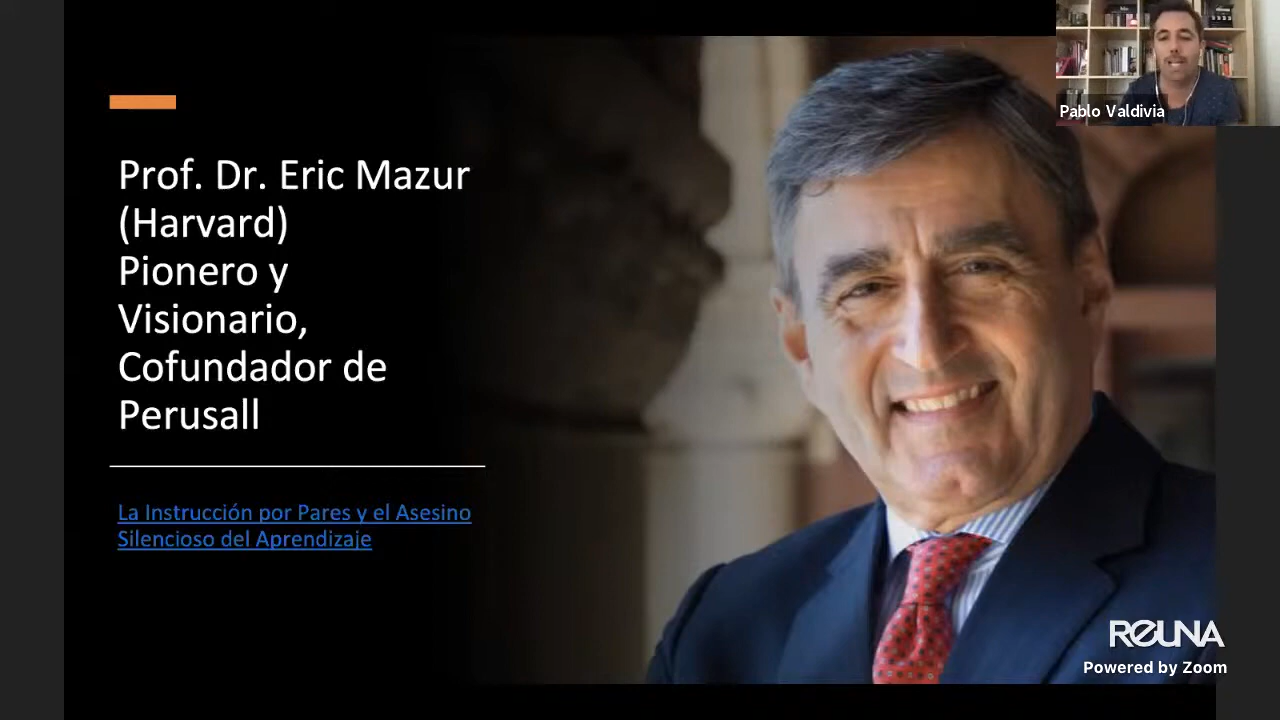 Pablo Valdivia
Prof. Dr. Eric Mazur
(Harvard)
Pionero y
Visionario,
Cofundador de
Perusall
La Instrucción por Pares y el Asesino
Silencioso del Aprendizaje
REUNA
Powered by Zoom